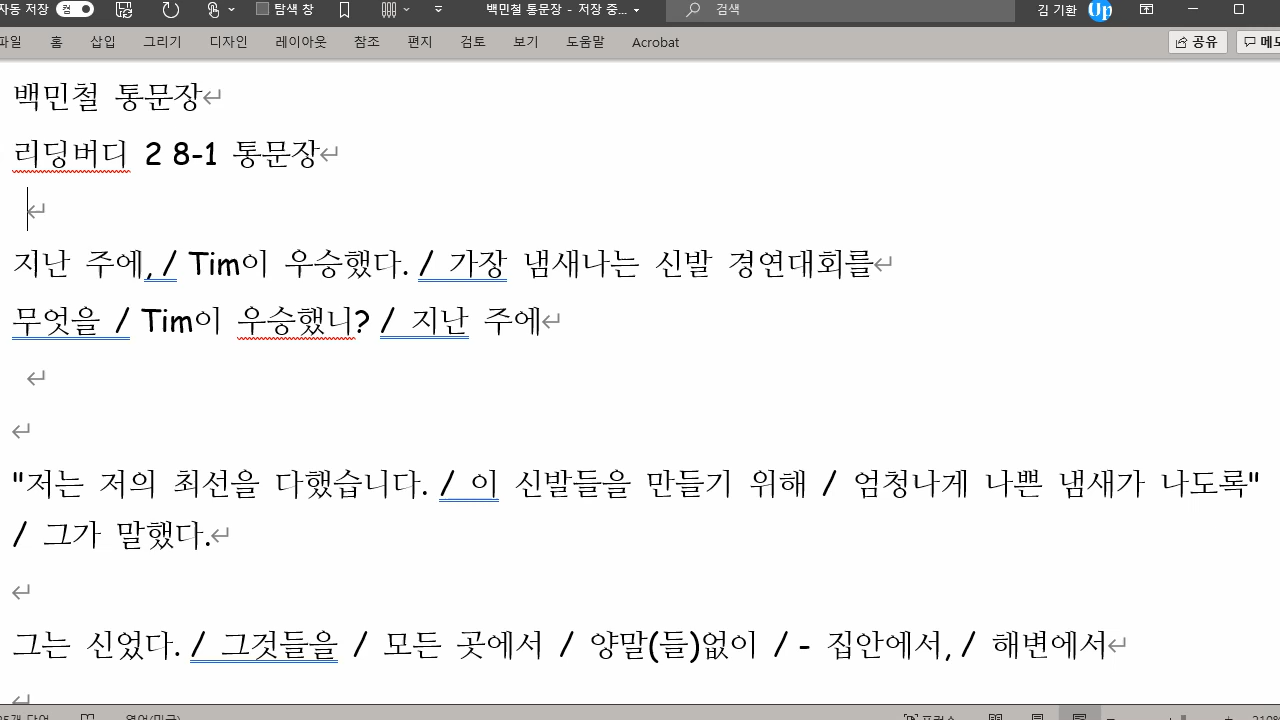 자동 저장 컴 탐색 창 백민철 통문장 - 저장 중... 검색 김 기환 Up
파일 홈 삽입 그리기 디자인 레이아웃 참조 편지 검토 보기 도움말 Acrobat 공유 메모
백민철 통문장
리딩버디 2 8-1 통문장
지난 주에, / Tim이 우승했다. / 가장 냄새나는 신발 경연대회를
무엇을 / Tim이 우승했니? / 지난 주에
"저는 저의 최선을 다했습니다. / 이 신발들을 만들기 위해 / 엄청나게 나쁜 냄새가 나도록"
/ 그가 말했다.
그는 신었다. / 그것들을 / 모든 곳에서 / 양말(들)없이 / - 집안에서, / 해변에서